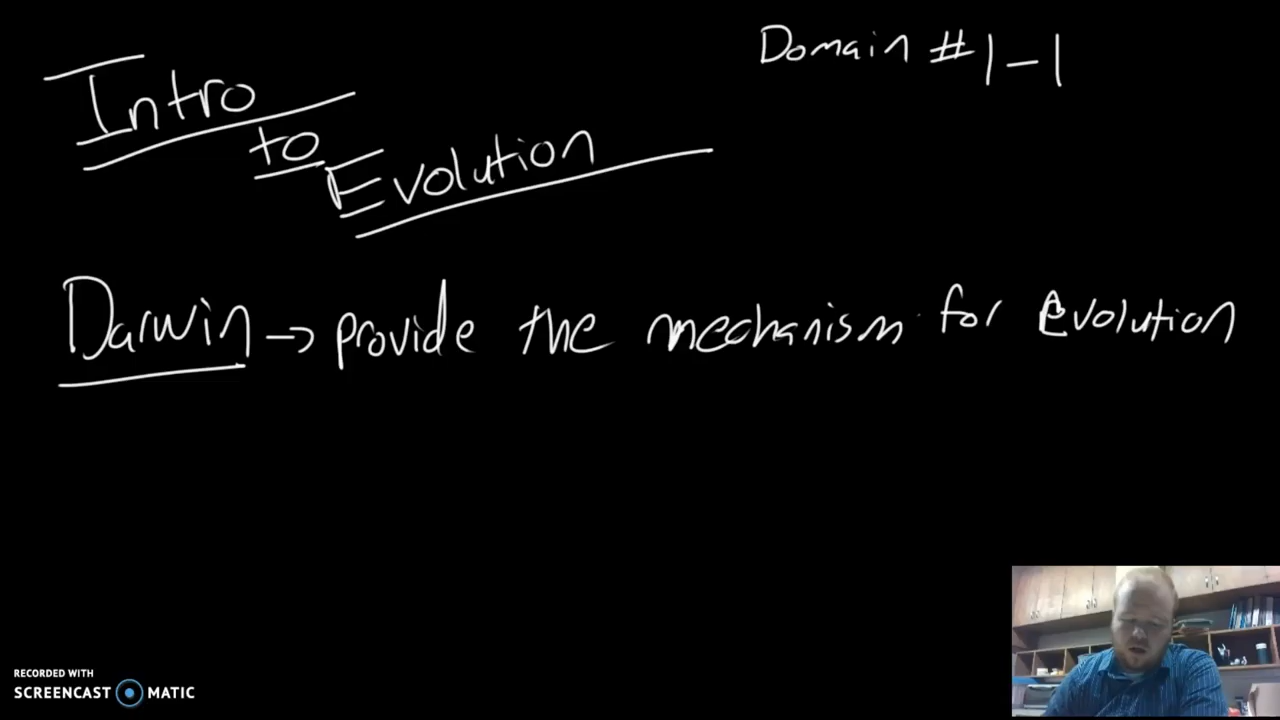 Domain #1-1
Intro
to
Evolution
Darwin → provide the mechanism for Evolution
RECORDED WITH
SCREENCAST MATIC